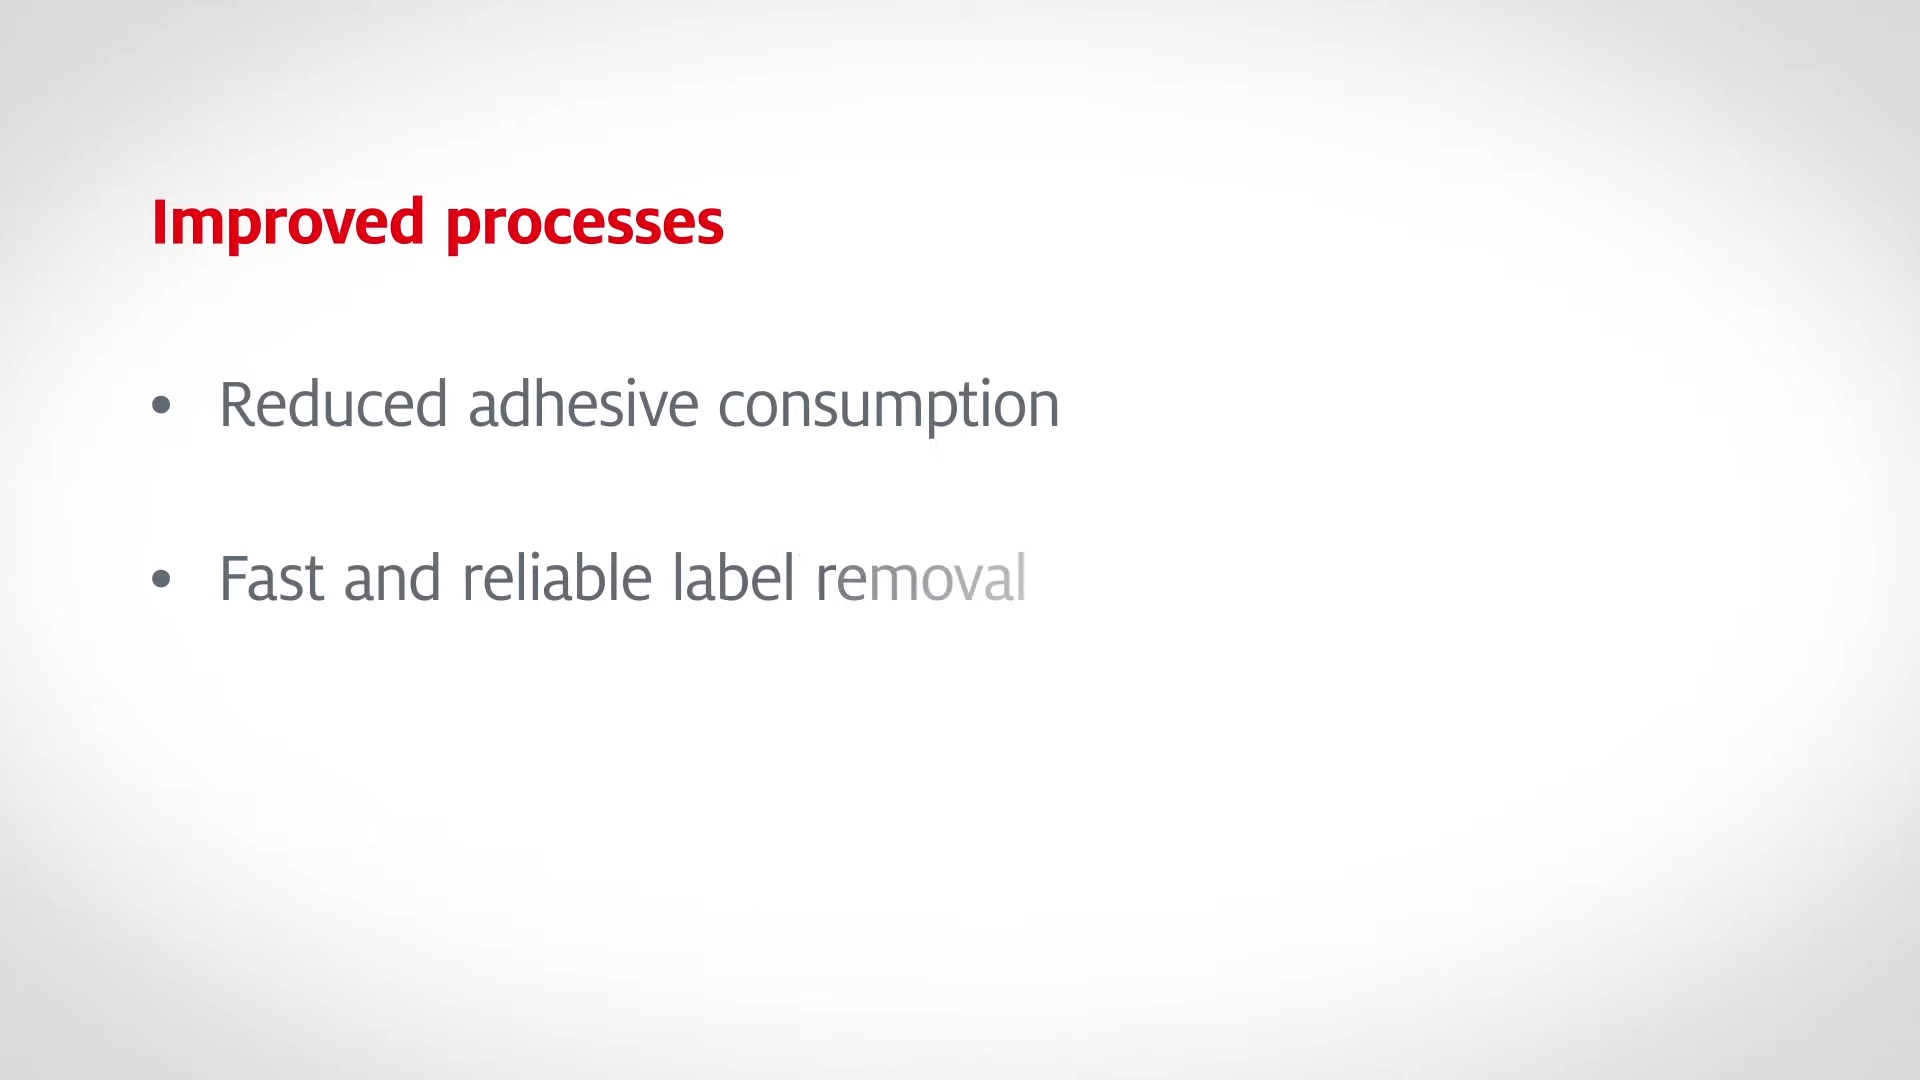 Improved processes
• Reduced adhesive consumption
• Fast and reliable label removal